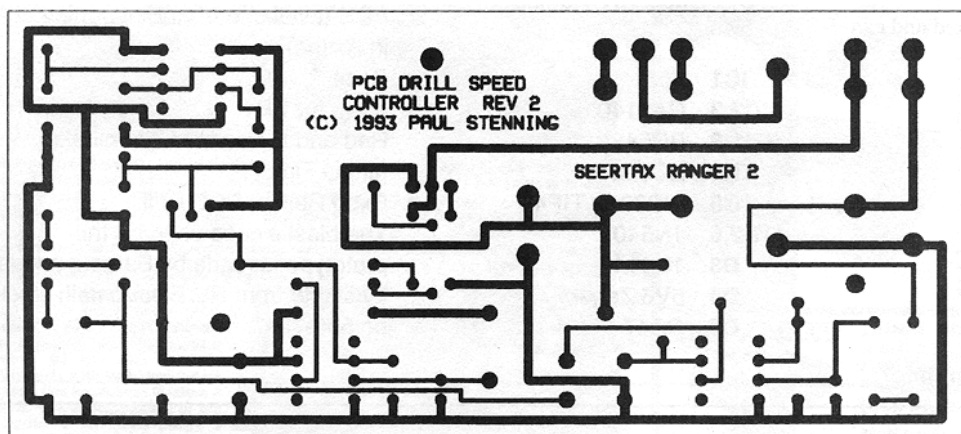 PCB DRILL SPEED
CONTROLLER REV 2
(C) 1993 PAUL STENNING
SEERTAX RANGER 2